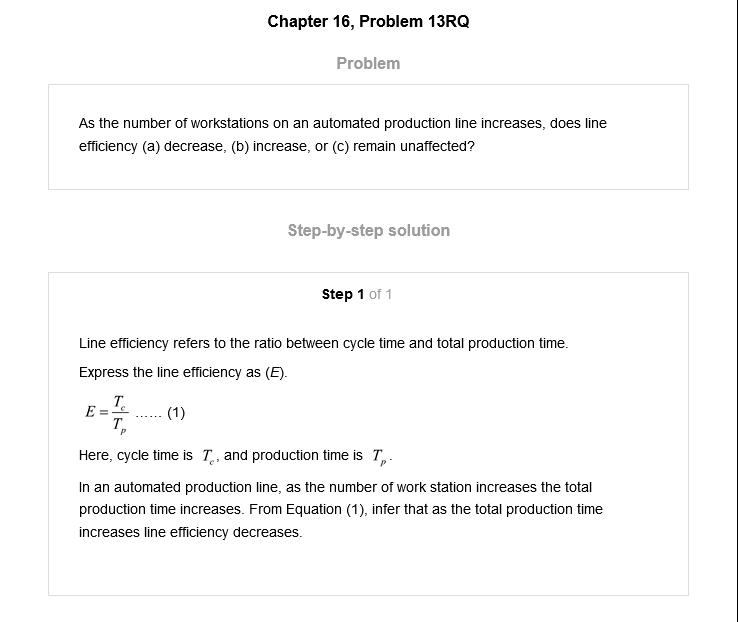 Chapter 16, Problem 13RQ
Problem
As the number of workstations on an automated production line increases, does line
efficiency (a) decrease, (b) increase, or (c) remain unaffected?
Step-by-step solution
Step 1 of 1
Line efficiency refers to the ratio between cycle time and total production time.
Express the line efficiency as (E).
E = T_c / T_p ...... (1)
Here, cycle time is T_c, and production time is T_p.
In an automated production line, as the number of work station increases the total
production time increases. From Equation (1), infer that as the total production time
increases line efficiency decreases.